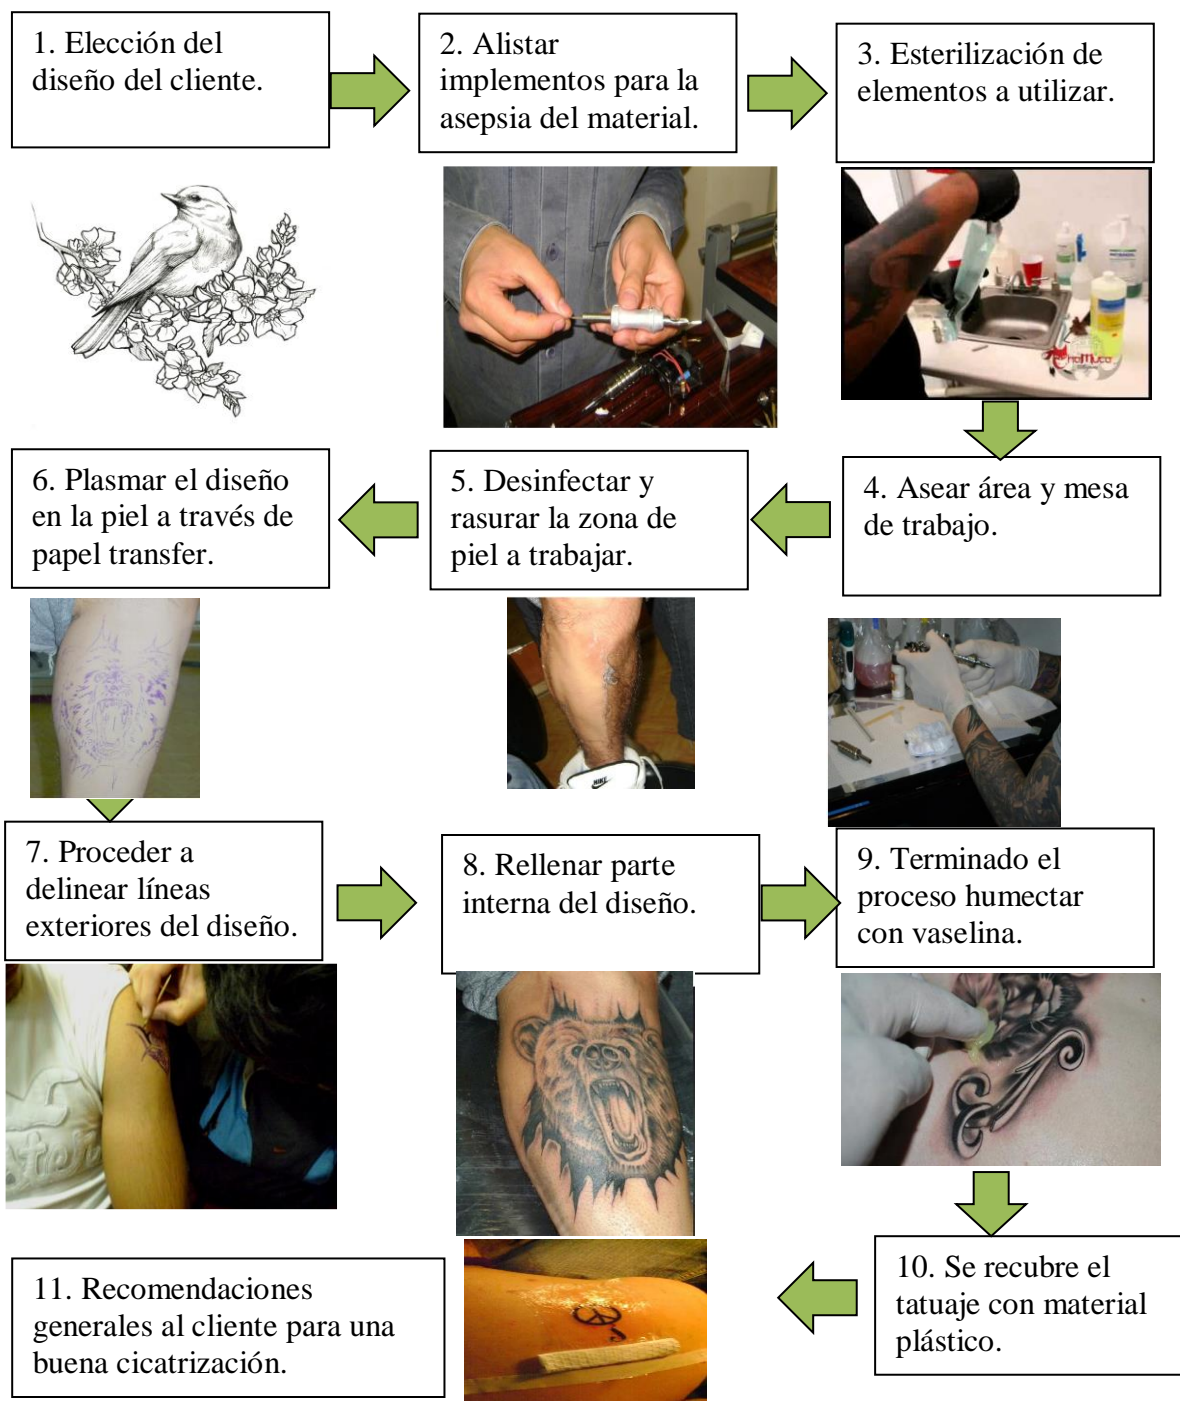 1. Elección del
diseño del cliente.
2. Alistar
implementos para la
asepsia del material.
3. Esterilización de
elementos a utilizar.
4. Asear área y mesa
de trabajo.
5. Desinfectar y
rasurar la zona de
piel a trabajar.
6. Plasmar el diseño
en la piel a través de
papel transfer.
NIKE
7. Proceder a
delinear líneas
exteriores del diseño.
8. Rellenar parte
interna del diseño.
9. Terminado el
proceso humectar
con vaselina.
10. Se recubre el
tatuaje con material
plástico.
11. Recomendaciones
generales al cliente para una
buena cicatrización.